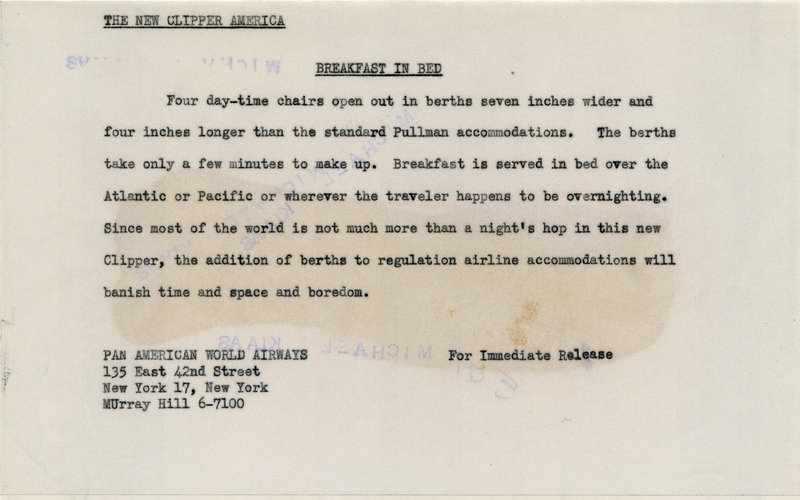 THE NEW CLIPPER AMERICA
BREAKFAST IN BED
Four day-time chairs open out in berths seven inches wider and
four inches longer than the standard Pullman accommodations. The berths
take only a few minutes to make up. Breakfast is served in bed over the
Atlantic or Pacific or wherever the traveler happens to be overnighting.
Since most of the world is not much more than a night's hop in this new
Clipper, the addition of berths to regulation airline accommodations will
banish time and space and boredom.
MICHAEL KLAAS
PAN AMERICAN WORLD AIRWAYS For Immediate Release
135 East 42nd Street
New York 17, New York
MUrray Hill 6-7100